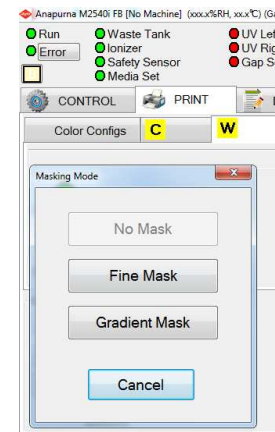 Anapurna M2540i FB [No Machine] (xxx.x%RH, xx.x℃) (G
Run Waste Tank UV Lef
Error Ionizer UV Rig
Safety Sensor Gap S
Media Set
CONTROL PRINT
Color Configs C W
Masking Mode
No Mask
Fine Mask
Gradient Mask
Cancel